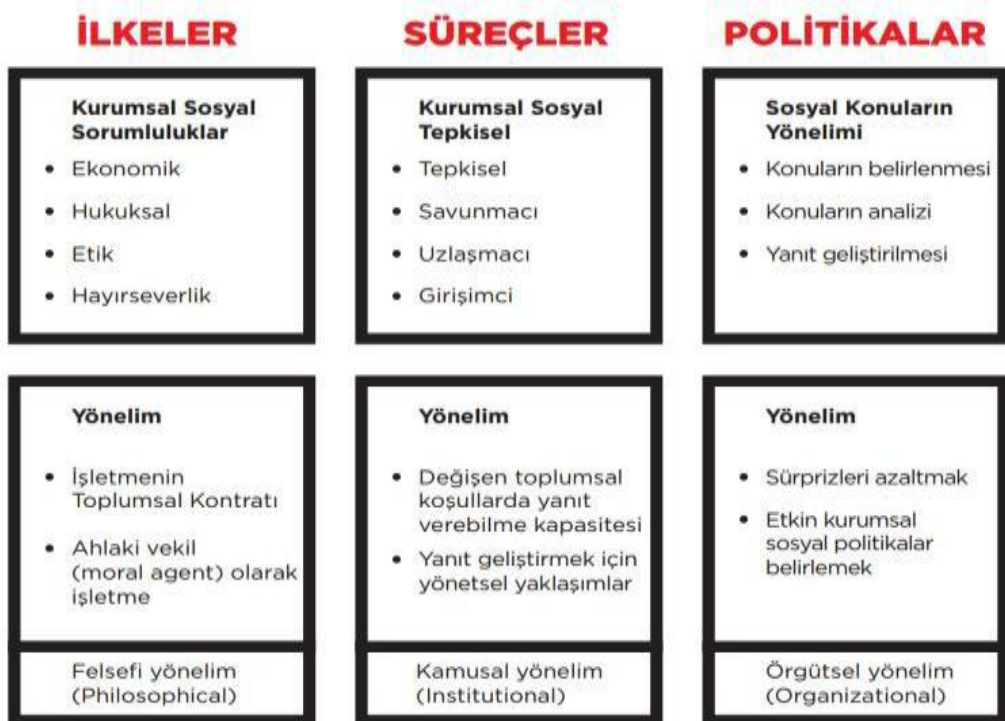 İLKELER
Kurumsal Sosyal
Sorumluluklar
• Ekonomik
• Hukuksal
• Etik
• Hayırseverlik
Yönelim
• İşletmenin
Toplumsal Kontratı
• Ahlaki vekil
(moral agent) olarak
işletme
Felsefi yönelim
(Philosophical)
SÜREÇLER
Kurumsal Sosyal
Tepkisel
• Tepkisel
• Savunmacı
• Uzlaşmacı
• Girişimci
Yönelim
• Değişen toplumsal
koşullarda yanıt
verebilme kapasitesi
• Yanıt geliştirmek için
yönetsel yaklaşımlar
Kamusal yönelim
(Institutional)
POLİTİKALAR
Sosyal Konuların
Yönelimi
• Konuların belirlenmesi
• Konuların analizi
• Yanıt geliştirilmesi
Yönelim
• Sürprizleri azaltmak
• Etkin kurumsal
sosyal politikalar
belirlemek
Örgütsel yönelim
(Organizational)